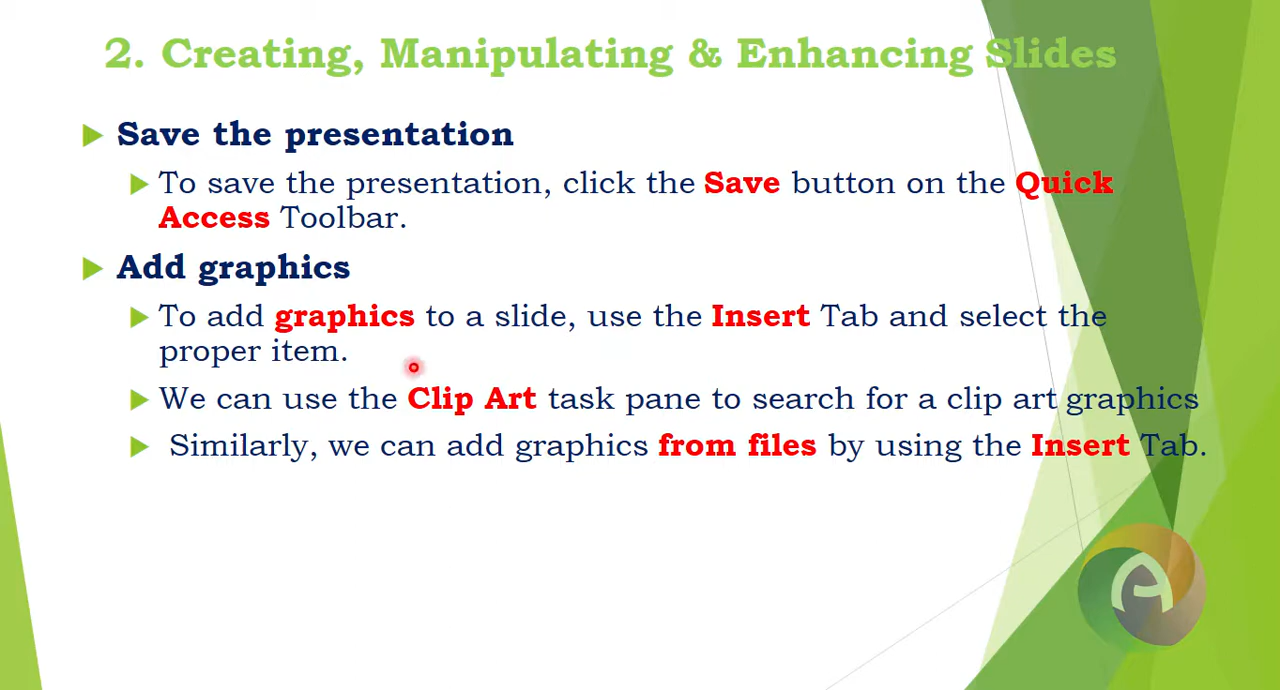 2. Creating, Manipulating & Enhancing Slides
Save the presentation
To save the presentation, click the Save button on the Quick
Access Toolbar.
Add graphics
To add graphics to a slide, use the Insert Tab and select the
proper item.
We can use the Clip Art task pane to search for a clip art graphics
Similarly, we can add graphics from files by using the Insert Tab.